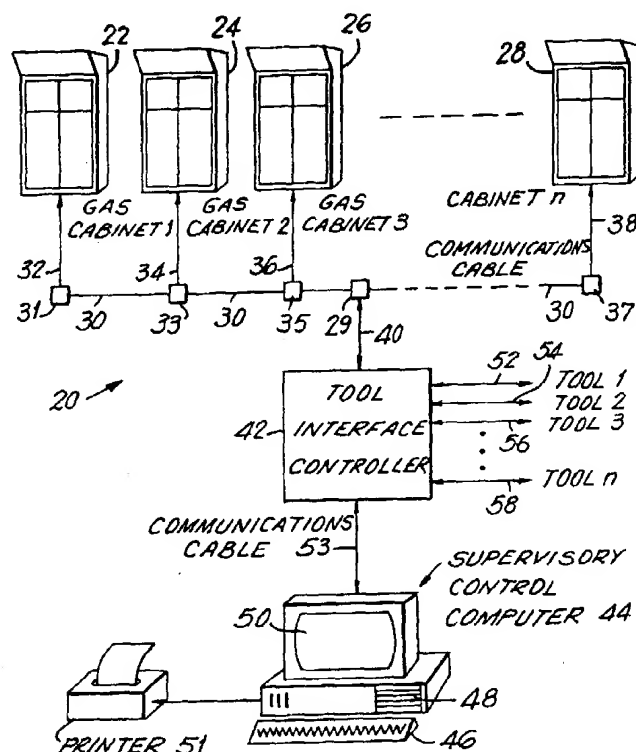 22
24
26
28
GAS CABINET 1
GAS CABINET 2
GAS CABINET 3
CABINET n
32
34
36
38
COMMUNICATIONS CABLE
31
30
33
30
35
29
30
37
40
20
42
TOOL INTERFACE CONTROLLER
52
54
TOOL 1
TOOL 2
TOOL 3
56
TOOL n
58
COMMUNICATIONS CABLE 53
SUPERVISORY CONTROL COMPUTER 44
50
48
46
PRINTER 51